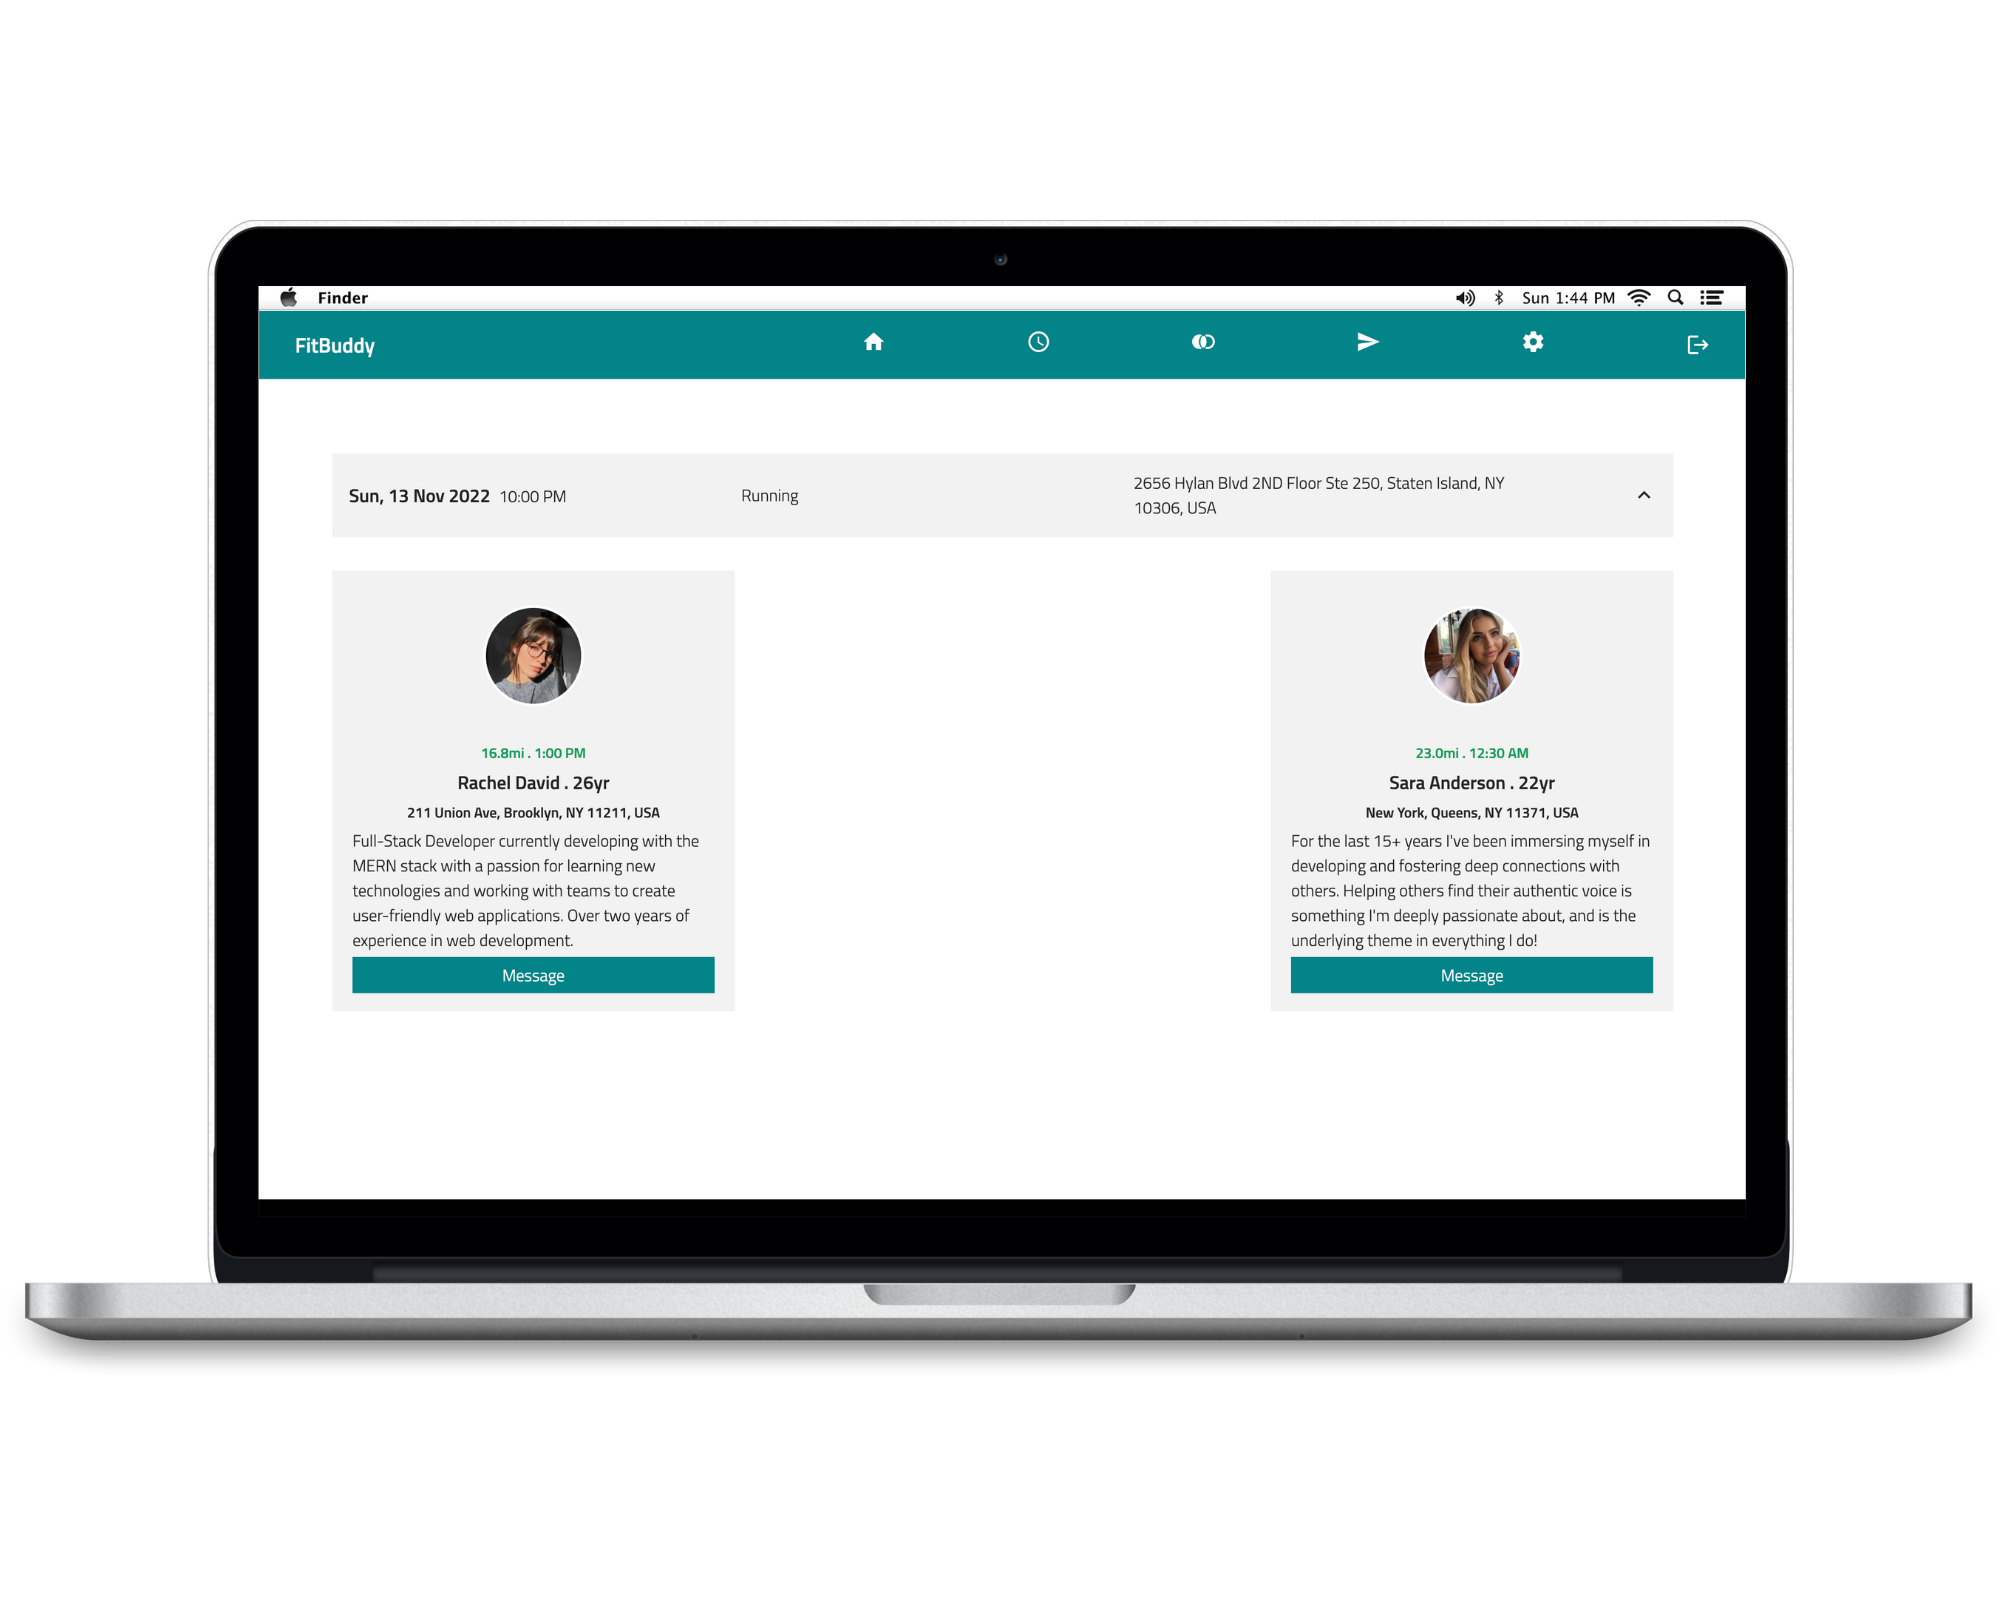 Finder
Sun 1:44 PM
FitBuddy
Sun, 13 Nov 2022 10:00 PM
Running
2656 Hylan Blvd 2ND Floor Ste 250, Staten Island, NY
10306, USA
16.8mi . 1:00 PM
Rachel David . 26yr
211 Union Ave, Brooklyn, NY 11211, USA
Full-Stack Developer currently developing with the
MERN stack with a passion for learning new
technologies and working with teams to create
user-friendly web applications. Over two years of
experience in web development.
Message
23.0mi . 12:30 AM
Sara Anderson . 22yr
New York, Queens, NY 11371, USA
For the last 15+ years I've been immersing myself in
developing and fostering deep connections with
others. Helping others find their authentic voice is
something I'm deeply passionate about, and is the
underlying theme in everything I do!
Message